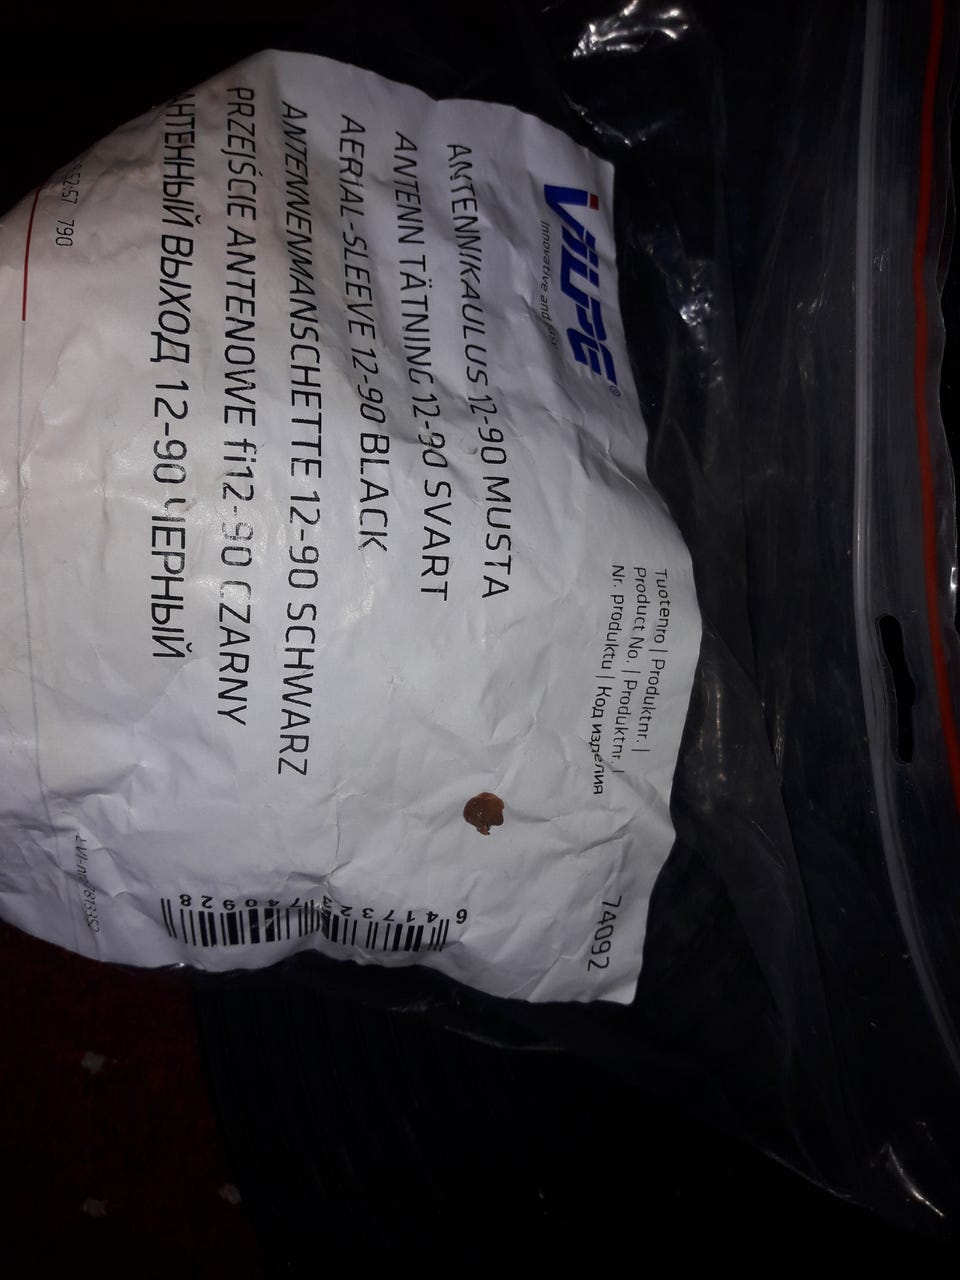 VILPE®
Innovative and easy
Tuotenro | Produktnr. |
Product No. | Produktnr. |
Nr. produktu | Код изделия
74092
ANTENNIKAULUS 12-90 MUSTA
ANTENN TÄTNING 12-90 SVART
AERIAL-SLEEVE 12-90 BLACK
ANTENNENMANSCHETTE 12-90 SCHWARZ
PRZEJŚCIE ANTENOWE fi12-90 CZARNY
АНТЕННЫЙ ВЫХОД 12-90 ЧЕРНЫЙ
6 417323 740928
790